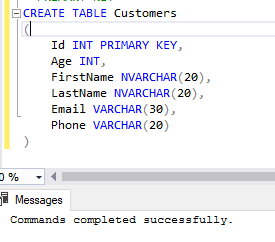 CREATE TABLE Customers
(
Id INT PRIMARY KEY,
Age INT,
FirstName NVARCHAR(20),
LastName NVARCHAR(20),
Email VARCHAR(30),
Phone VARCHAR(20)
)
0 %
Messages
Commands completed successfully.